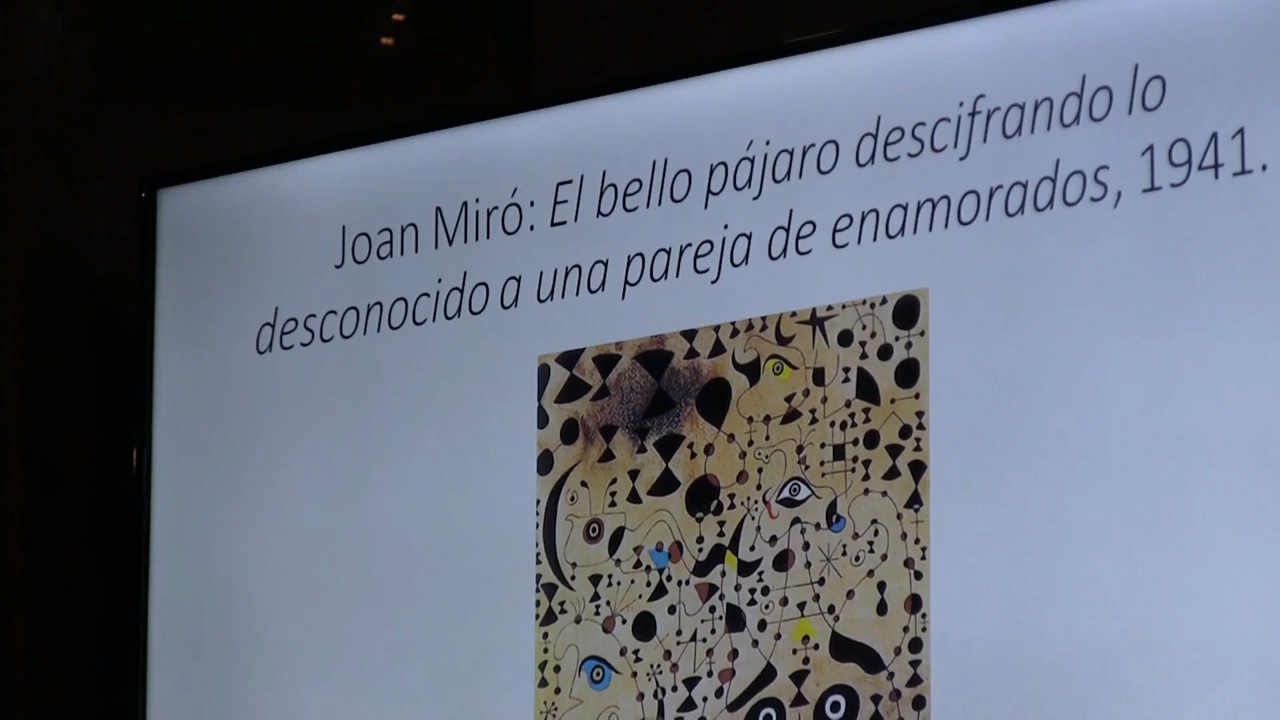 Joan Miró: El bello pájaro descifrando lo
desconocido a una pareja de enamorados, 1941.